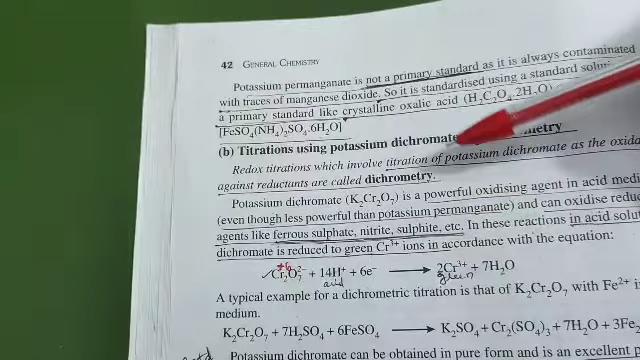 42 GENERAL CHEMISTRY
Potassium permanganate is not a primary standard as it is always contaminated
with traces of manganese dioxide. So it is standardised using a standard
a primary standard like crystalline oxalic acid (H₂C₂O₄.2H₂O)
[FeSO₄(NH₄)₂SO₄.6H₂O]
(b) Titrations using potassium
Redox titrations which involve titration of potassium dichromate as the
against reductants are called dichrometry.
Potassium dichromate (K₂Cr₂O₇) is a powerful oxidising agent in acid
(even though less powerful than potassium permanganate) and can oxidise
agents like ferrous sulphate, nitrite, sulphite, etc. In these reactions in acid
dichromate is reduced to green Cr³⁺ ions in accordance with the equation:
+6
Cr₂O₇²⁻ + 14H⁺ + 6e⁻ ⟶ 2Cr³⁺ + 7H₂O
acid green
A typical example for a dichrometric titration is that of K₂Cr₂O₇ with Fe²⁺
medium.
K₂Cr₂O₇ + 7H₂SO₄ + 6FeSO₄ ⟶ K₂SO₄ + Cr₂(SO₄)₃ + 7H₂O + 3Fe₂
Potassium dichromate can be obtained in pure form and is an excellent